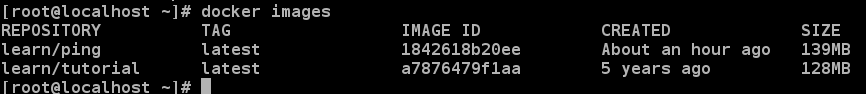 [root@localhost ~]# docker images
REPOSITORY TAG IMAGE ID CREATED SIZE
learn/ping latest 1842618b20ee About an hour ago 139MB
learn/tutorial latest a7876479f1aa 5 years ago 128MB
[root@localhost ~]#